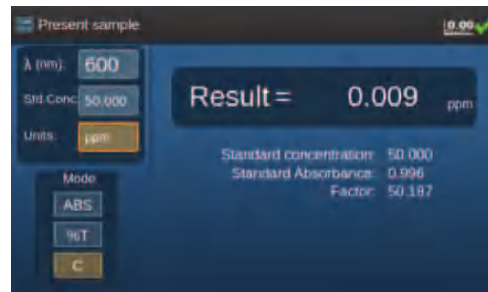 Present sample
0.00
λ (nm): 600
Std.Conc: 50.000
Units: ppm
Mode
ABS
%T
C
Result = 0.009 ppm
Standard concentration: 50.000
Standard Absorbance: 0.996
Factor: 50.187